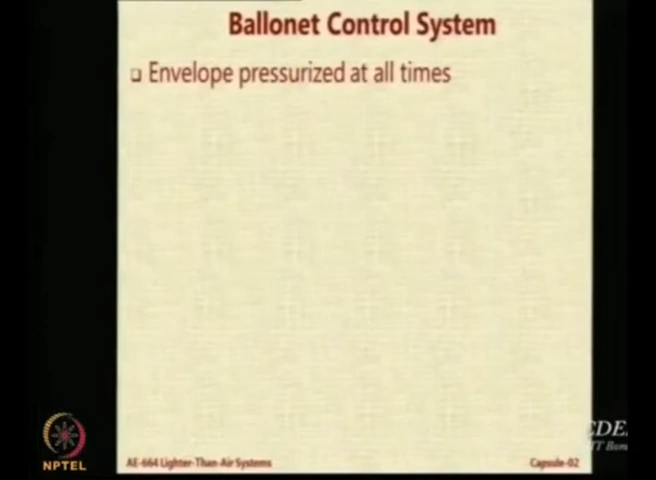 Ballonet Control System
Envelope pressurized at all times
NPTEL
AE-664 Lighter-Than-Air Systems
Capsule-02